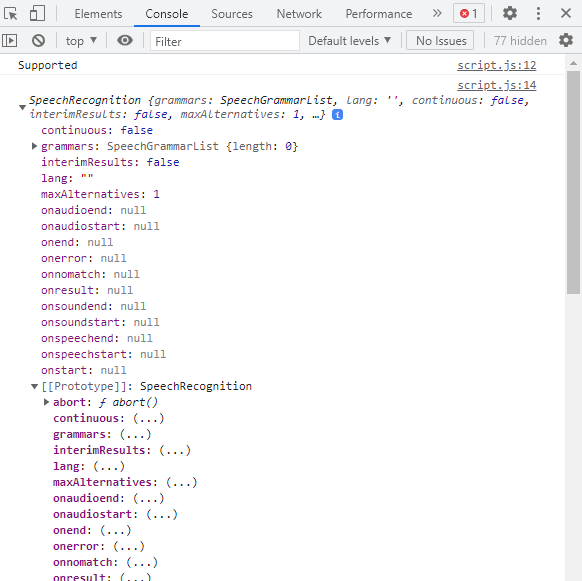 Elements Console Sources Network Performance » 1
top ▼ Filter Default levels ▼ No Issues 77 hidden
Supported script.js:12
script.js:14
SpeechRecognition {grammars: SpeechGrammarList, lang: '', continuous: false,
interimResults: false, maxAlternatives: 1, …} i
continuous: false
grammars: SpeechGrammarList {length: 0}
interimResults: false
lang: ""
maxAlternatives: 1
onaudioend: null
onaudiostart: null
onend: null
onerror: null
onnomatch: null
onresult: null
onsoundend: null
onsoundstart: null
onspeechend: null
onspeechstart: null
onstart: null
[[Prototype]]: SpeechRecognition
abort: ƒ abort()
continuous: (...)
grammars: (...)
interimResults: (...)
lang: (...)
maxAlternatives: (...)
onaudioend: (...)
onaudiostart: (...)
onend: (...)
onerror: (...)
onnomatch: (...)
onresult: (...)